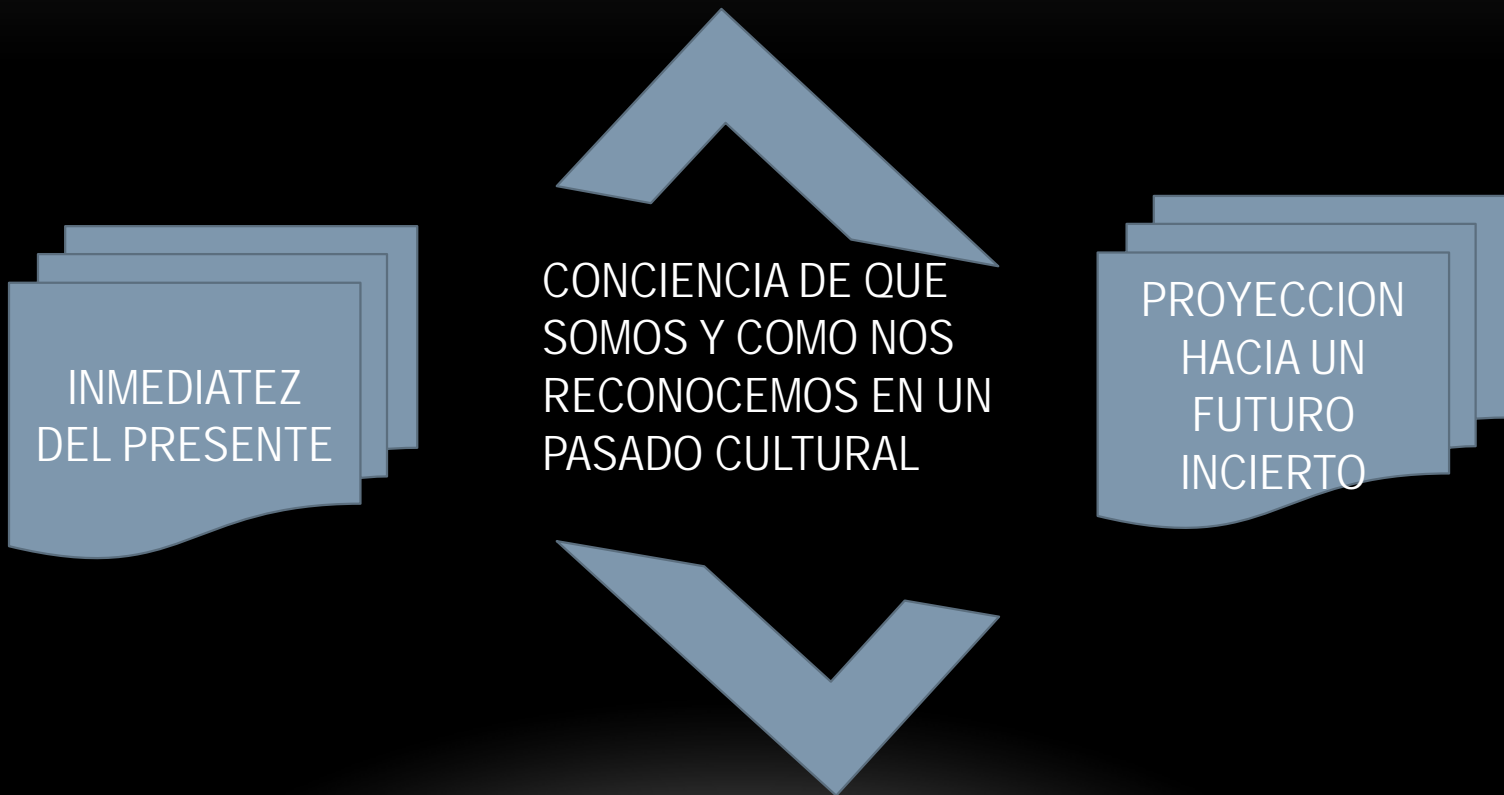 INMEDIATEZ
DEL PRESENTE
CONCIENCIA DE QUE
SOMOS Y COMO NOS
RECONOCEMOS EN UN
PASADO CULTURAL
PROYECCION
HACIA UN
FUTURO
INCIERTO